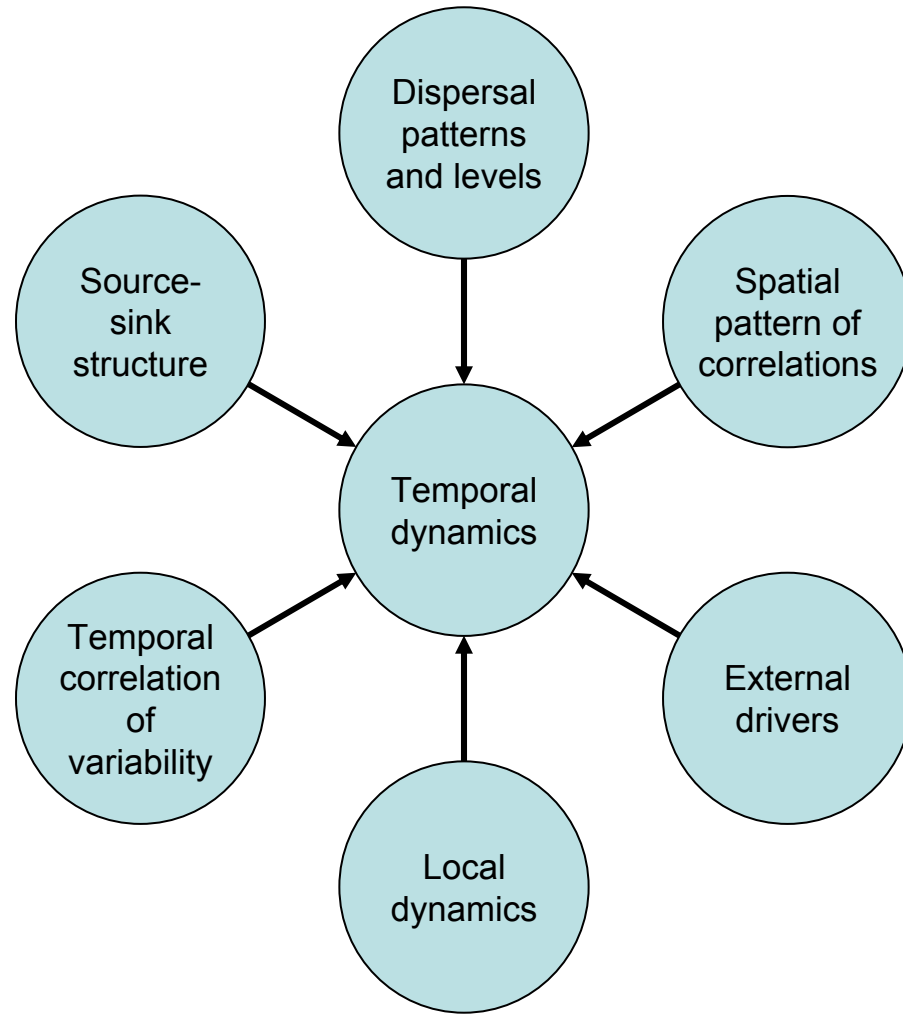 Dispersal
patterns
and levels
Source-
sink
structure
Spatial
pattern of
correlations
Temporal
dynamics
Temporal
correlation
of
variability
External
drivers
Local
dynamics